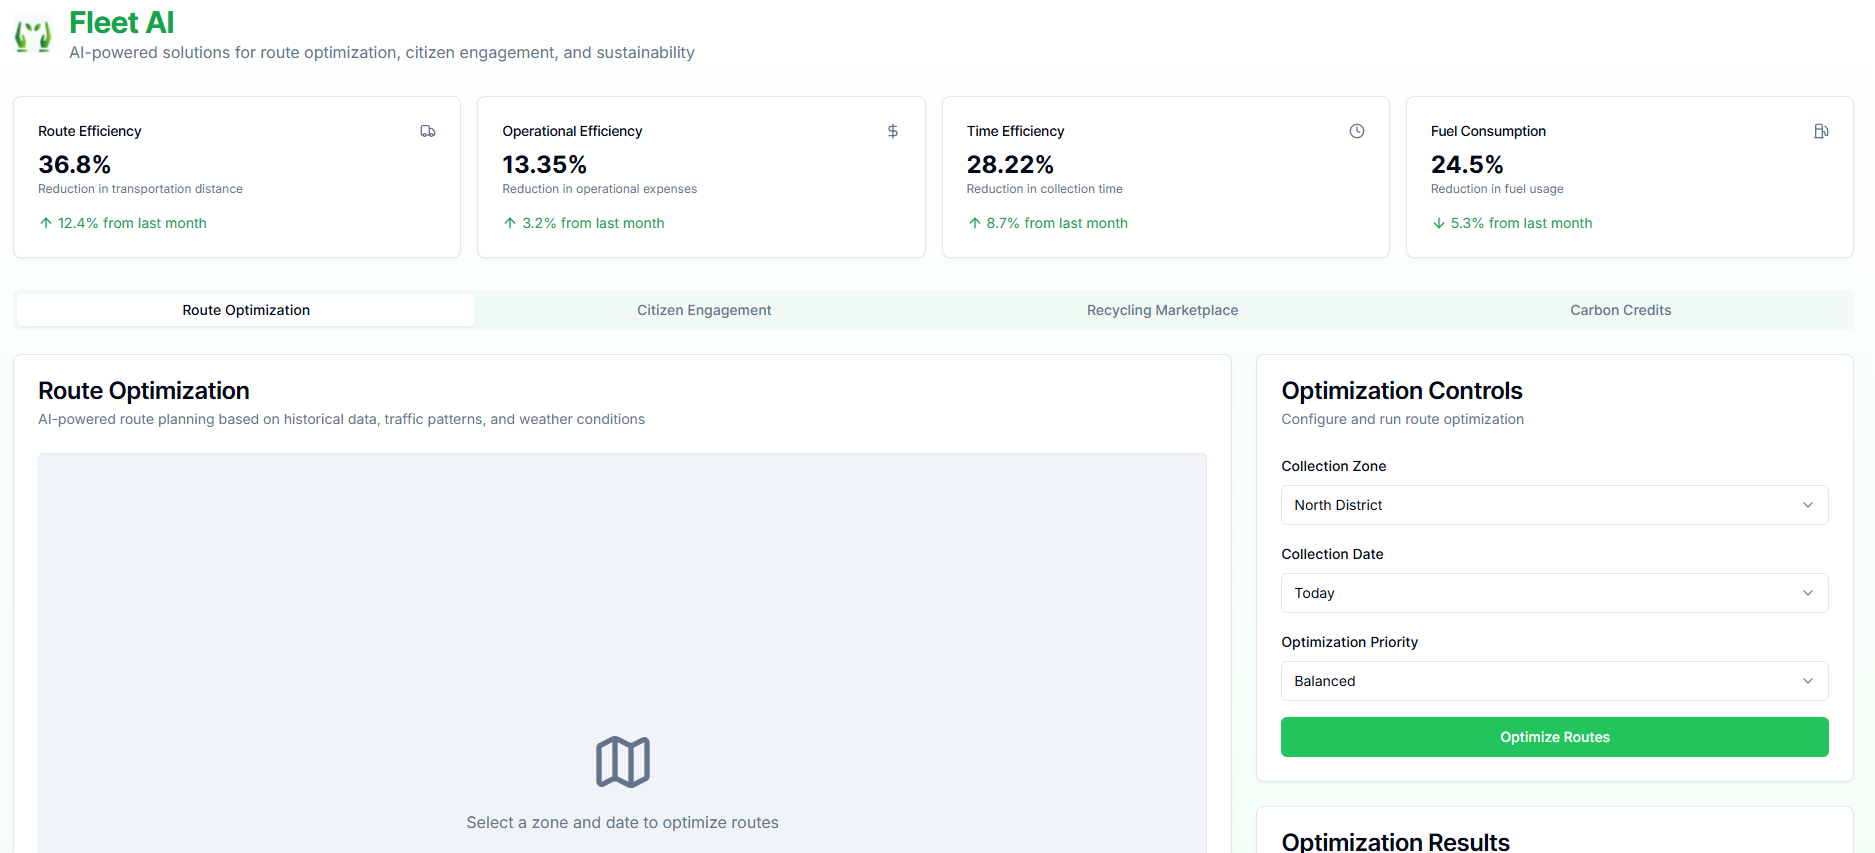 Fleet AI
AI-powered solutions for route optimization, citizen engagement, and sustainability
Route Efficiency
36.8%
Reduction in transportation distance
↑ 12.4% from last month
Operational Efficiency
$
13.35%
Reduction in operational expenses
↑ 3.2% from last month
Time Efficiency
28.22%
Reduction in collection time
↑ 8.7% from last month
Fuel Consumption
24.5%
Reduction in fuel usage
↓ 5.3% from last month
Route Optimization
Citizen Engagement
Recycling Marketplace
Carbon Credits
Route Optimization
AI-powered route planning based on historical data, traffic patterns, and weather conditions
Select a zone and date to optimize routes
Optimization Controls
Configure and run route optimization
Collection Zone
North District
Collection Date
Today
Optimization Priority
Balanced
Optimize Routes
Optimization Results